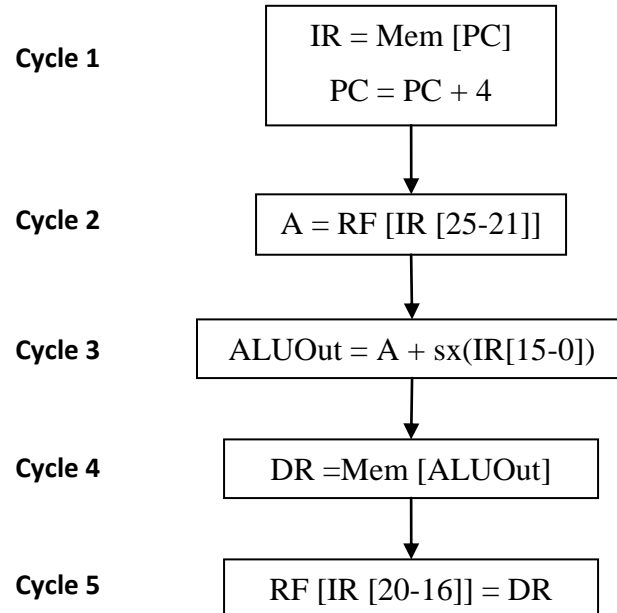 Cycle 1
IR = Mem [PC]
PC = PC + 4
Cycle 2
A = RF [IR [25-21]]
Cycle 3
ALUOut = A + sx(IR[15-0])
Cycle 4
DR =Mem [ALUOut]
Cycle 5
RF [IR [20-16]] = DR